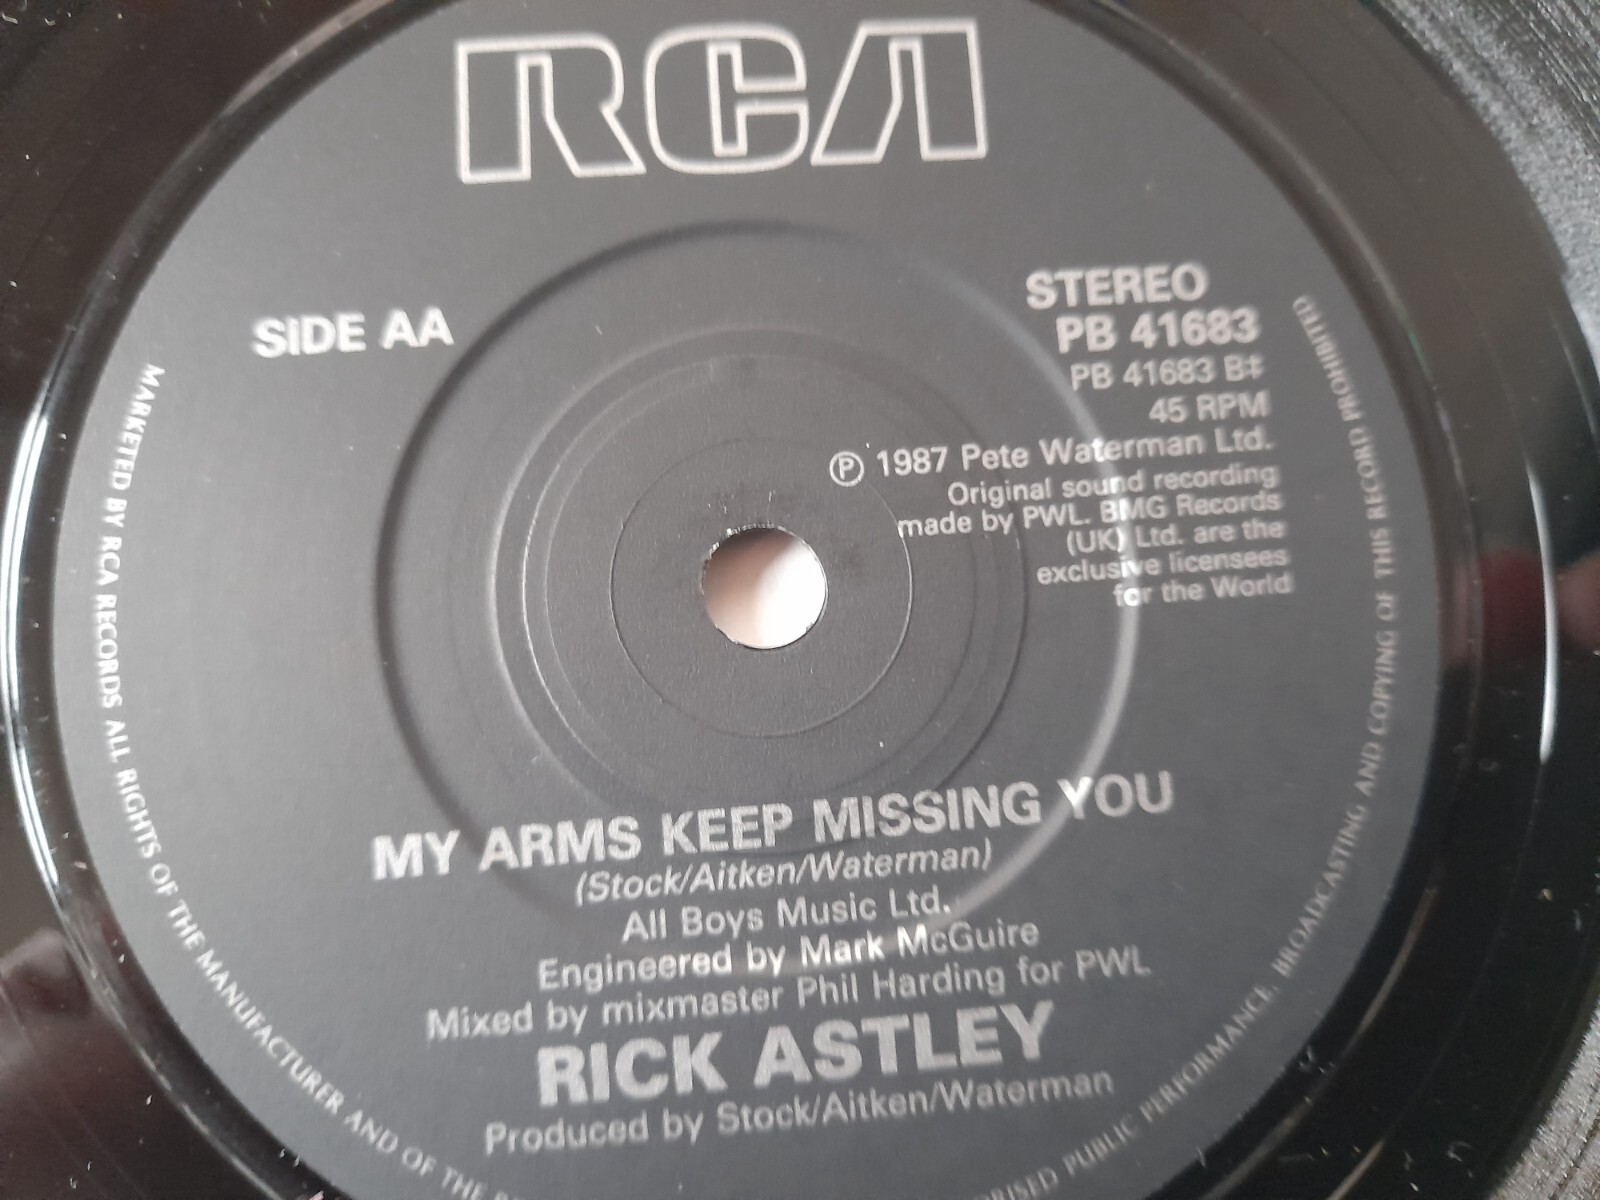 RCA
SIDE AA
STEREO
PB 41683
PB 41683 B‡
45 RPM
Ⓟ 1987 Pete Waterman Ltd.
Original sound recording
made by PWL. BMG Records
(UK) Ltd. are the
exclusive licensees
for the World
MY ARMS KEEP MISSING YOU
(Stock/Aitken/Waterman)
All Boys Music Ltd.
Engineered by Mark McGuire
Mixed by mixmaster Phil Harding for PWL
RICK ASTLEY
Produced by Stock/Aitken/Waterman
MARKETED BY RCA RECORDS ALL RIGHTS OF THE MANUFACTURER AND OF THE
PUBLIC PERFORMANCE, BROADCASTING AND COPYING OF THIS RECORD PROHIBITED